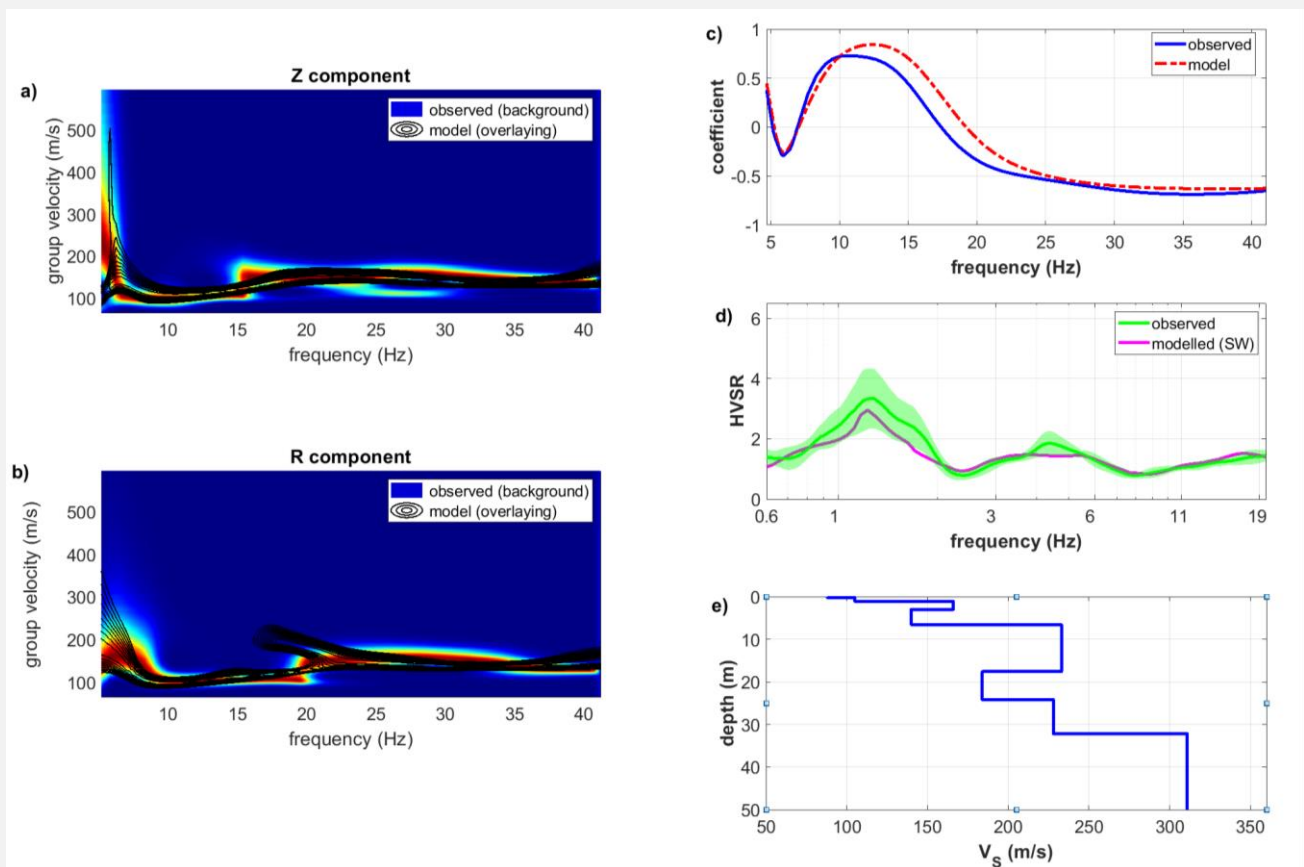 a)
Z component
observed (background)
model (overlaying)
group velocity (m/s)
500
400
300
200
100
10
15
20
25
30
35
40
frequency (Hz)
b)
R component
observed (background)
model (overlaying)
group velocity (m/s)
500
400
300
200
100
10
15
20
25
30
35
40
frequency (Hz)
c)
observed
model
coefficient
1
0.5
0
-0.5
-1
5
10
15
20
25
30
35
40
frequency (Hz)
d)
observed
modelled (SW)
HVSR
6
4
2
0
0.6
1
3
6
11
19
frequency (Hz)
e)
depth (m)
0
10
20
30
40
50
50
100
150
200
250
300
350
V_S (m/s)